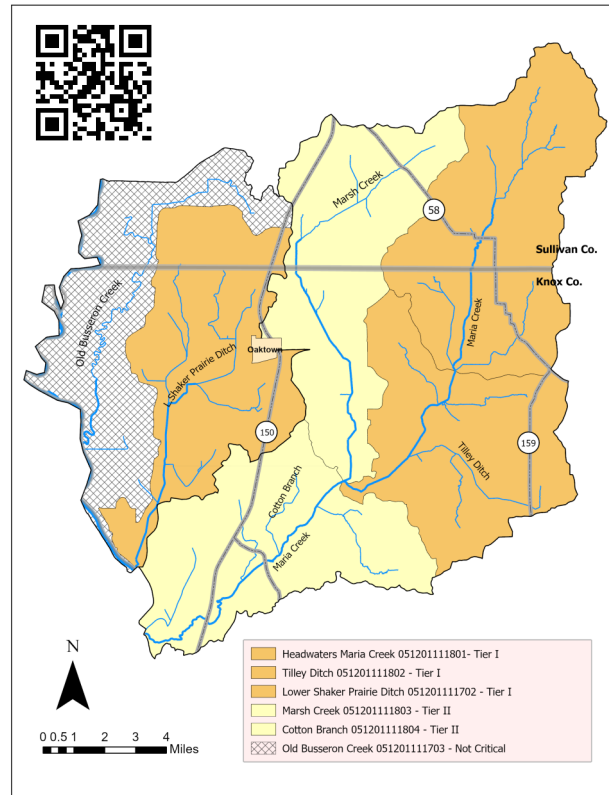 Marsh Creek
58
Sullivan Co.
Knox Co.
Old Busseron Creek
Maria Creek
Oaktown
L Shaker Prairie Ditch
150
159
Tilley Ditch
Cotton Branch
Maria Creek
N
0 0.5 1 2 3 4
Miles
Headwaters Maria Creek 051201111801- Tier I
Tilley Ditch 051201111802 - Tier I
Lower Shaker Prairie Ditch 051201111702 - Tier I
Marsh Creek 051201111803 - Tier II
Cotton Branch 051201111804 - Tier II
Old Busseron Creek 051201111703 - Not Critical